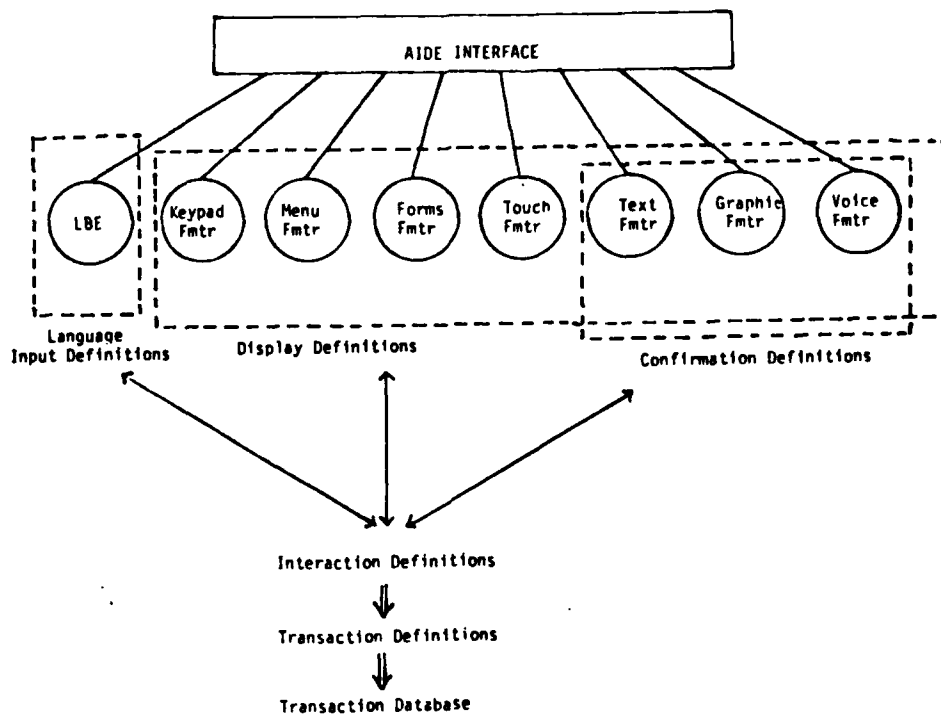 AIDE INTERFACE
LBE
Keypad
Fmtr
Menu
Fmtr
Forms
Fmtr
Touch
Fmtr
Text
Fmtr
Graphic
Fmtr
Voice
Fmtr
Language
Input Definitions
Display Definitions
Confirmation Definitions
Interaction Definitions
Transaction Definitions
Transaction Database